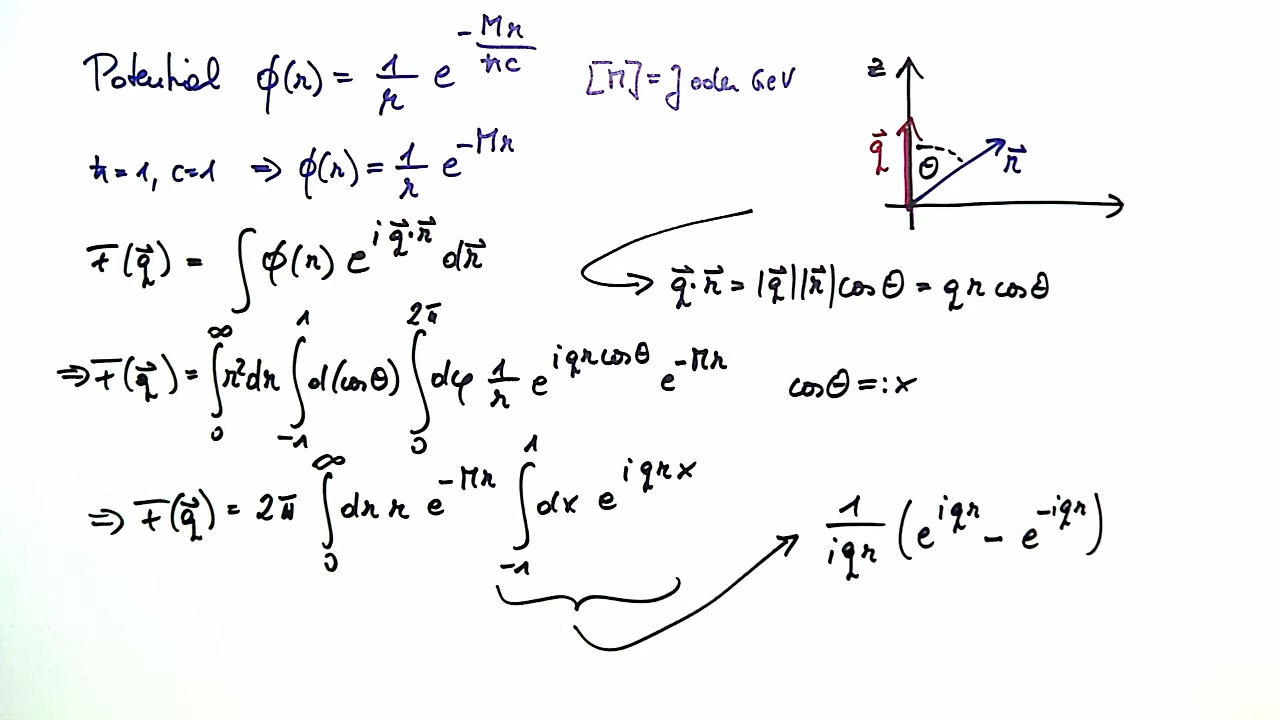 Potential ϕ(r) = 1/r e^{-Mr/ħc} [M] = J oder GeV
ħ=1, c=1 ⇒ ϕ(r) = 1/r e^{-Mr}
z
q⃗ θ r⃗
F(q⃗) = ∫ ϕ(r) e^{i q⃗·r⃗} dr⃗
q⃗·r⃗ = |q⃗||r⃗| cos θ = qr cos θ
⇒ F(q⃗) = ∫_0^∞ r² dr ∫_{-1}^1 d(cos θ) ∫_0^{2π} dφ 1/r e^{iqr cos θ} e^{-Mr} cos θ =: x
⇒ F(q⃗) = 2π ∫_0^∞ dr r e^{-Mr} ∫_{-1}^1 dx e^{iqrx}
1/(iqr) (e^{iqr} - e^{-iqr})